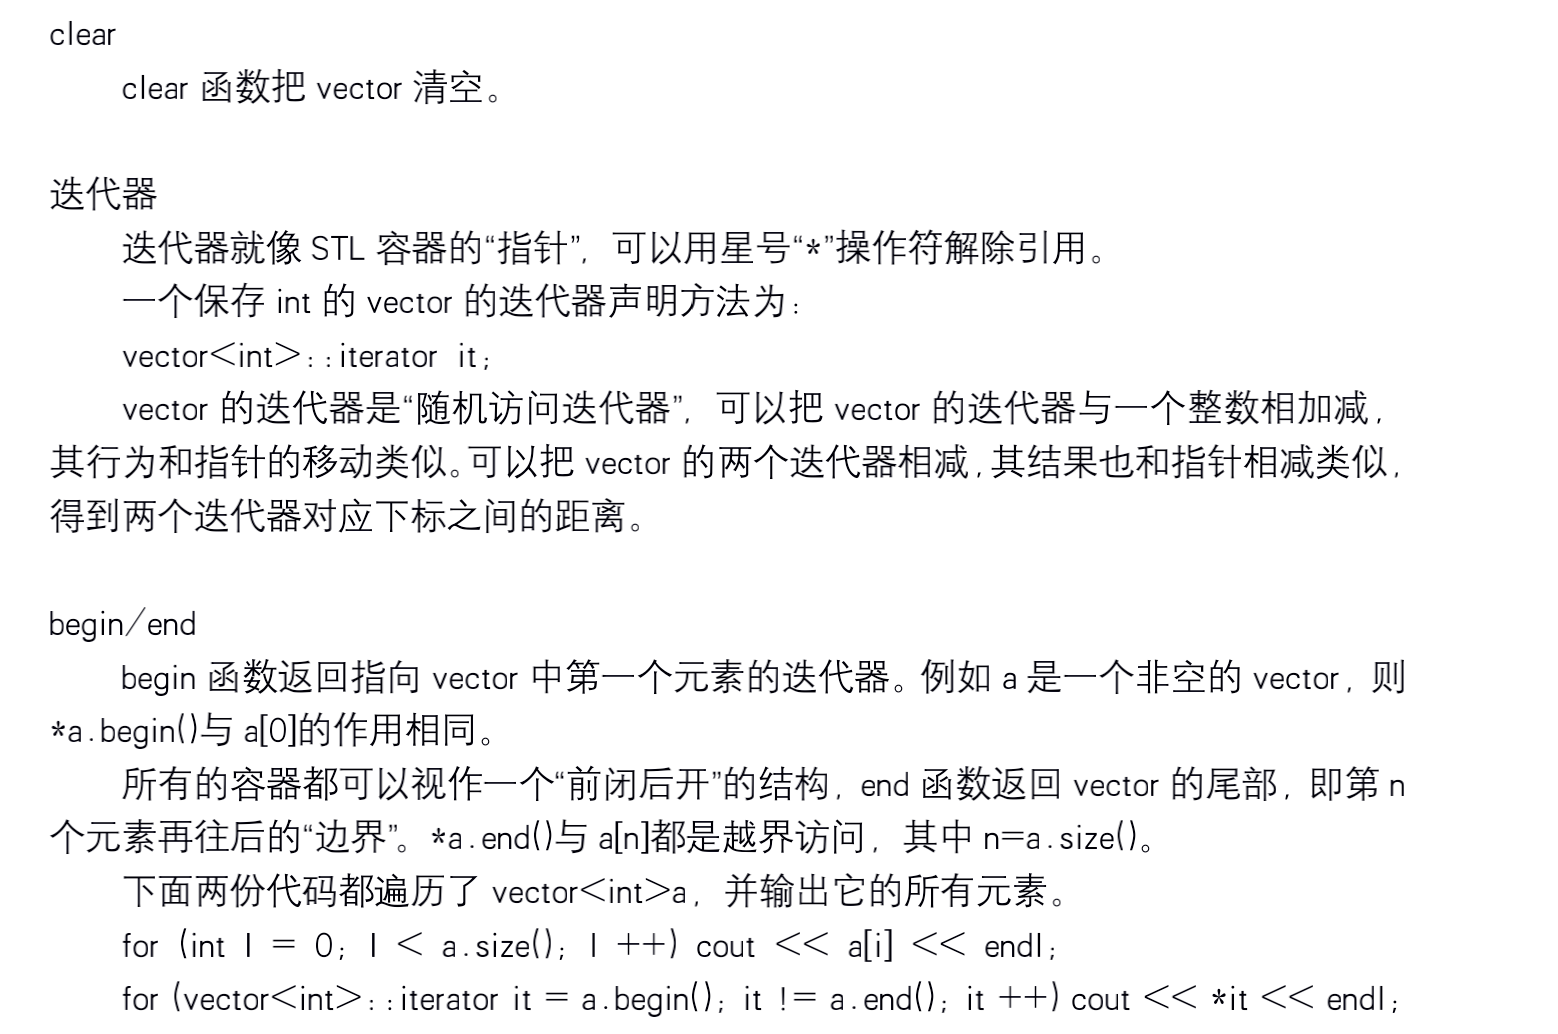 clear
clear 函数把 vector 清空。
迭代器
迭代器就像 STL 容器的“指针”，可以用星号“*”操作符解除引用。
一个保存 int 的 vector 的迭代器声明方法为：
vector<int>::iterator it;
vector 的迭代器是“随机访问迭代器”，可以把 vector 的迭代器与一个整数相加减，
其行为和指针的移动类似。可以把 vector 的两个迭代器相减，其结果也和指针相减类似，
得到两个迭代器对应下标之间的距离。
begin/end
begin 函数返回指向 vector 中第一个元素的迭代器。例如 a 是一个非空的 vector，则
*a.begin()与 a[0]的作用相同。
所有的容器都可以视作一个“前闭后开”的结构，end 函数返回 vector 的尾部，即第 n
个元素再往后的“边界”。*a.end()与 a[n]都是越界访问，其中 n=a.size()。
下面两份代码都遍历了 vector<int>a，并输出它的所有元素。
for (int I = 0; I < a.size(); I ++) cout << a[i] << endl;
for (vector<int>::iterator it = a.begin(); it != a.end(); it ++) cout << *it << endl;